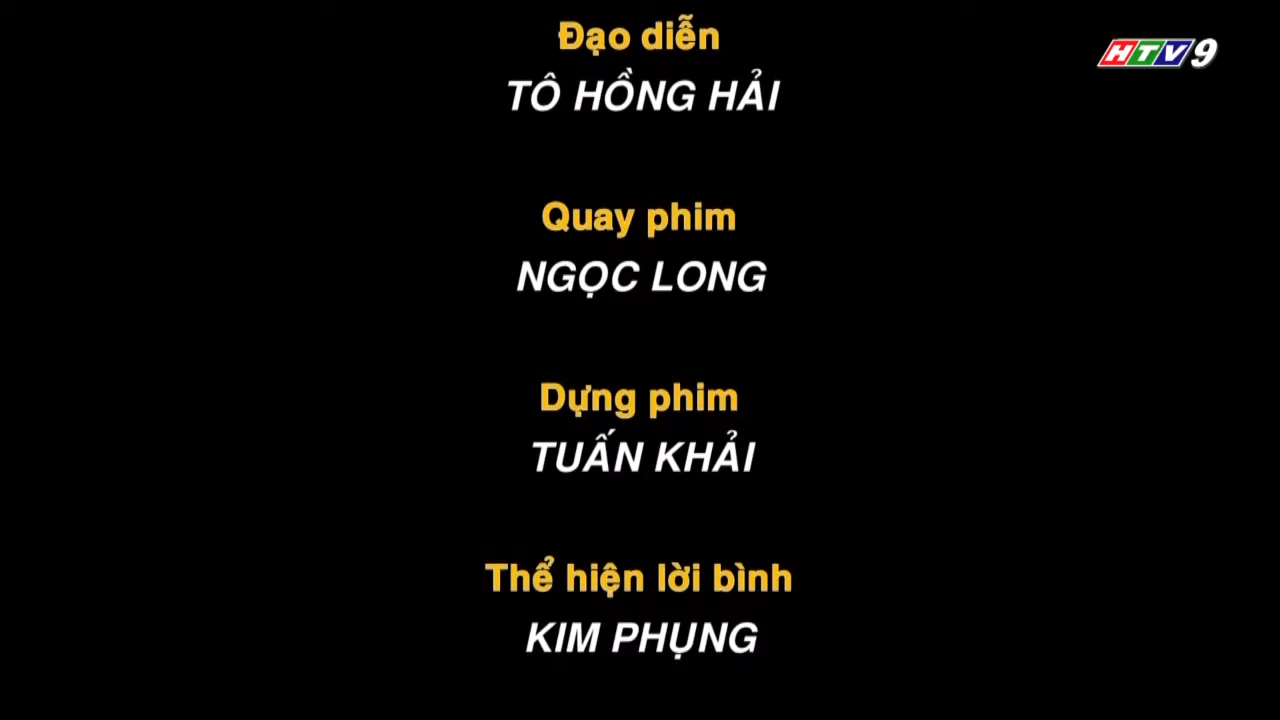 Đạo diễn
HTV9
TÔ HỒNG HẢI
Quay phim
NGỌC LONG
Dựng phim
TUẤN KHẢI
Thể hiện lời bình
KIM PHỤNG